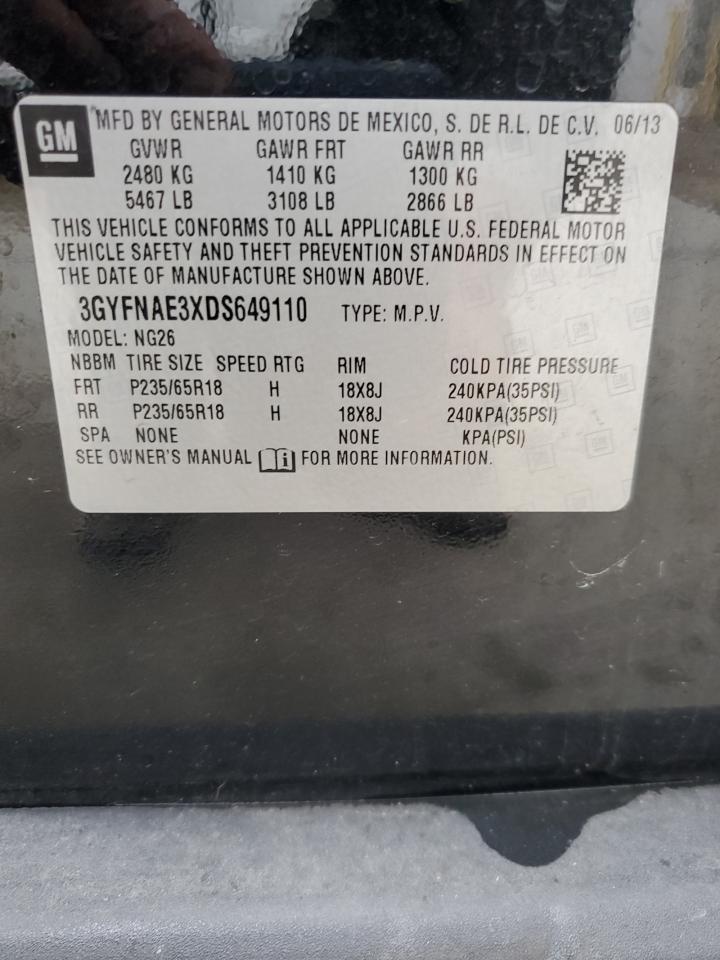 GM MFD BY GENERAL MOTORS DE MEXICO, S. DE R.L. DE C.V. 06/13
GVWR GAWR FRT GAWR RR
2480 KG 1410 KG 1300 KG
5467 LB 3108 LB 2866 LB
THIS VEHICLE CONFORMS TO ALL APPLICABLE U.S. FEDERAL MOTOR
VEHICLE SAFETY AND THEFT PREVENTION STANDARDS IN EFFECT ON
THE DATE OF MANUFACTURE SHOWN ABOVE.
3GYFNAE3XDS649110 TYPE: M.P.V.
MODEL: NG26
NBBM TIRE SIZE SPEED RTG RIM COLD TIRE PRESSURE
FRT P235/65R18 H 18X8J 240KPA(35PSI)
RR P235/65R18 H 18X8J 240KPA(35PSI)
SPA NONE NONE KPA(PSI)
SEE OWNER'S MANUAL i FOR MORE INFORMATION.